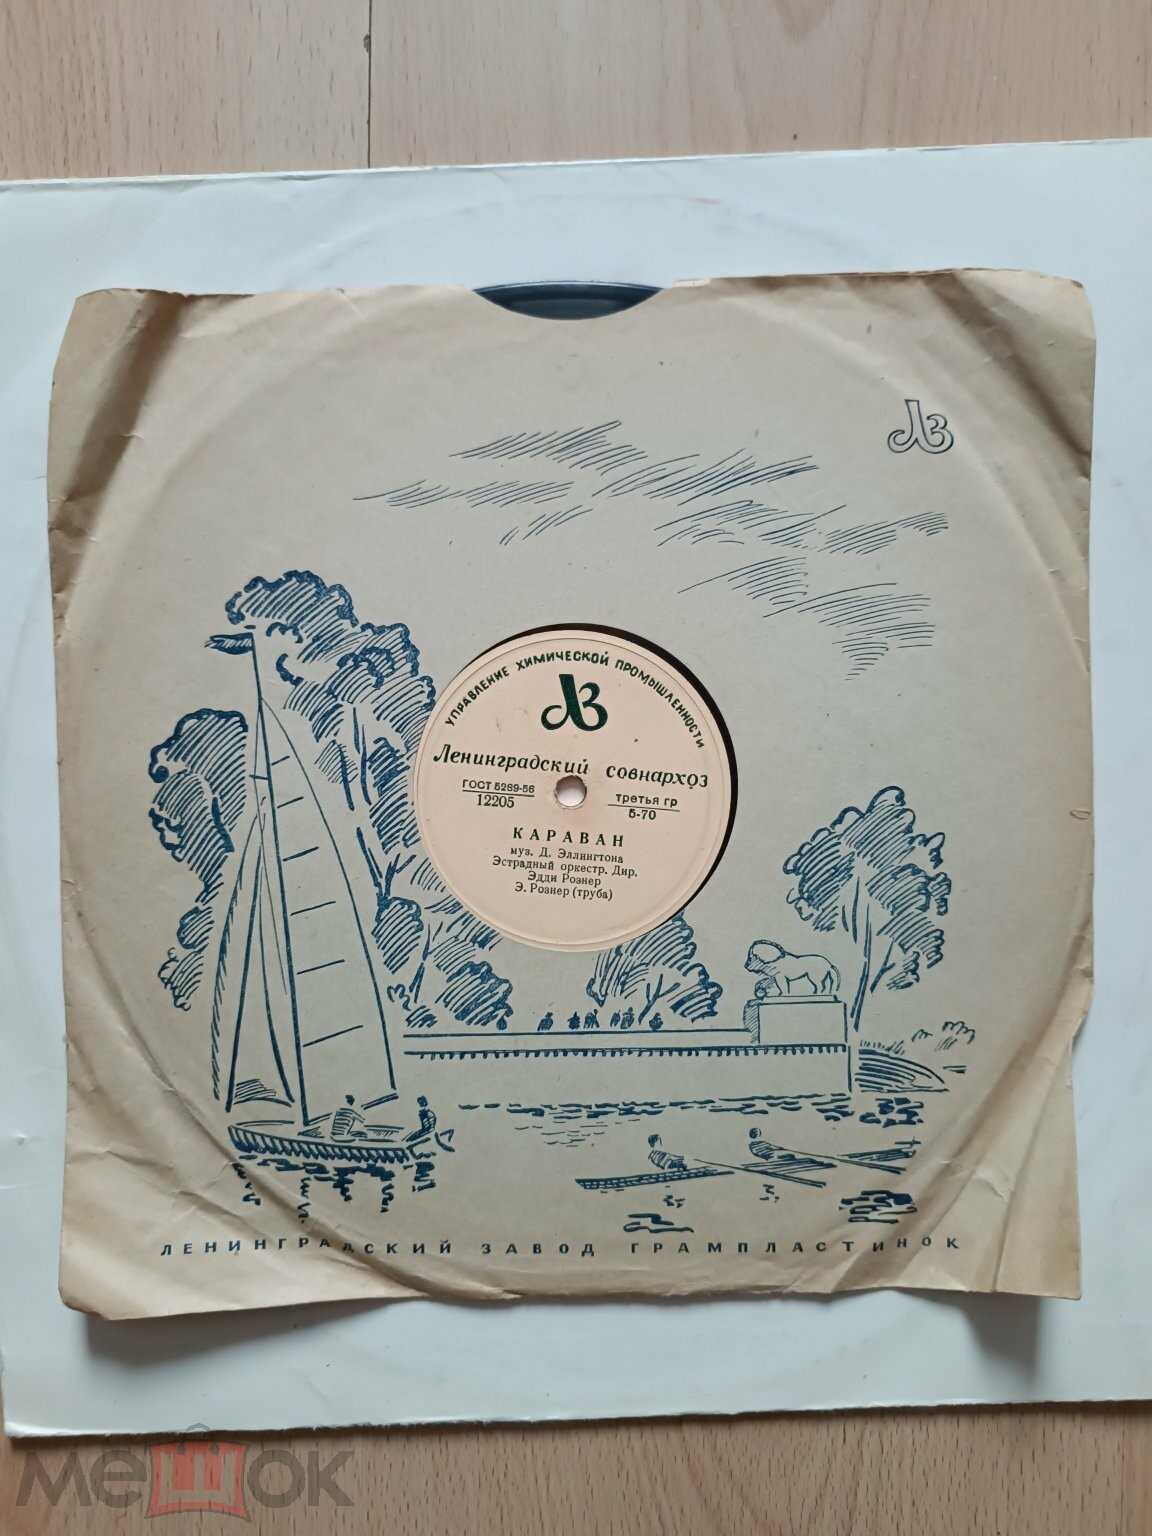 ЛЗ
УПРАВЛЕНИЕ ХИМИЧЕСКОЙ ПРОМЫШЛЕННОСТИ
ЛЗ
Ленинградский совнархоз
ГОСТ 5289-56
12205
третья гр
5-70
КАРАВАН
муз. Д. Эллингтона
Эстрадный оркестр. Дир.
Эдди Рознер
Э. Рознер (труба)
ЛЕНИНГРАДСКИЙ ЗАВОД ГРАМПЛАСТИНОК
мешок